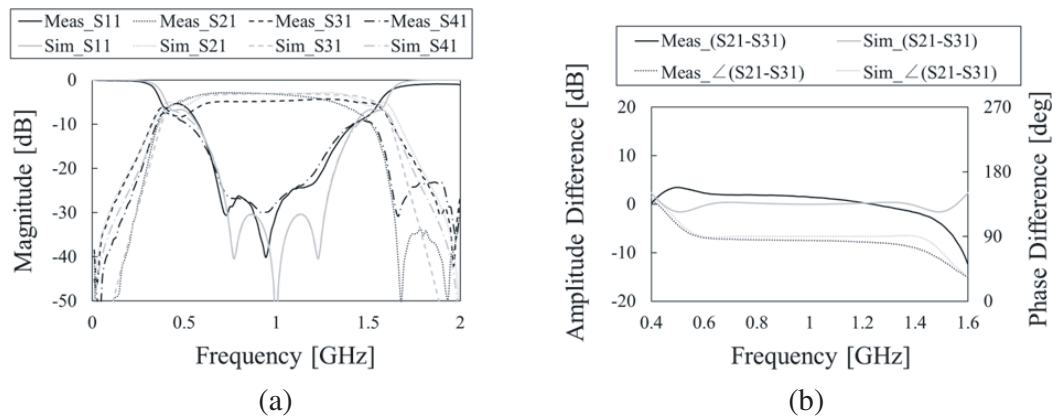 Meas_S11 Meas_S21 Meas_S31 Meas_S41
Sim_S11 Sim_S21 Sim_S31 Sim_S41
Magnitude [dB]
0
-10
-20
-30
-40
-50
0 0.5 1 1.5 2
Frequency [GHz]
(a)
Meas_(S21-S31) Sim_(S21-S31)
Meas_∠(S21-S31) Sim_∠(S21-S31)
Amplitude Difference [dB]
20
10
0
-10
-20
0.4 0.6 0.8 1 1.2 1.4 1.6
Frequency [GHz]
270
180
90
0
Phase Difference [deg]
(b)